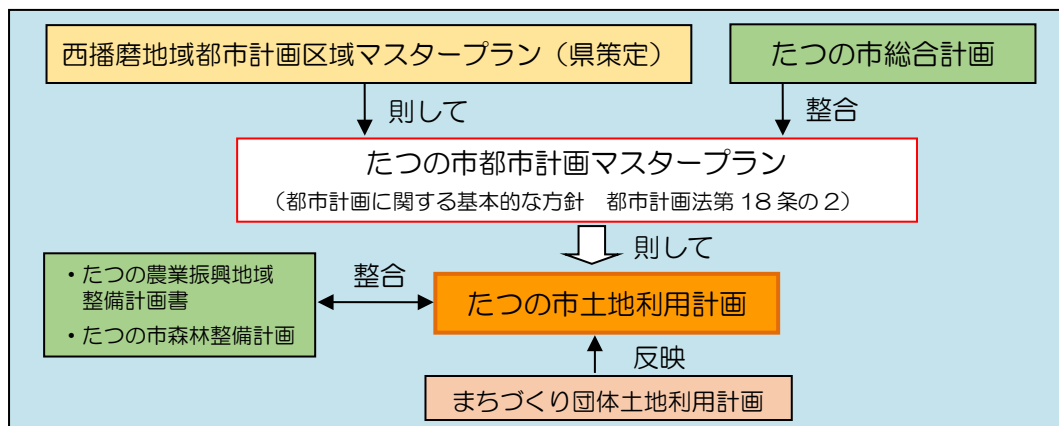 西播磨地域都市計画区域マスタープラン（県策定）
たつの市総合計画
則して
整合
たつの市都市計画マスタープラン
（都市計画に関する基本的な方針　都市計画法第 18 条の 2）
則して
・たつの農業振興地域
整備計画書
・たつの市森林整備計画
整合
たつの市土地利用計画
反映
まちづくり団体土地利用計画